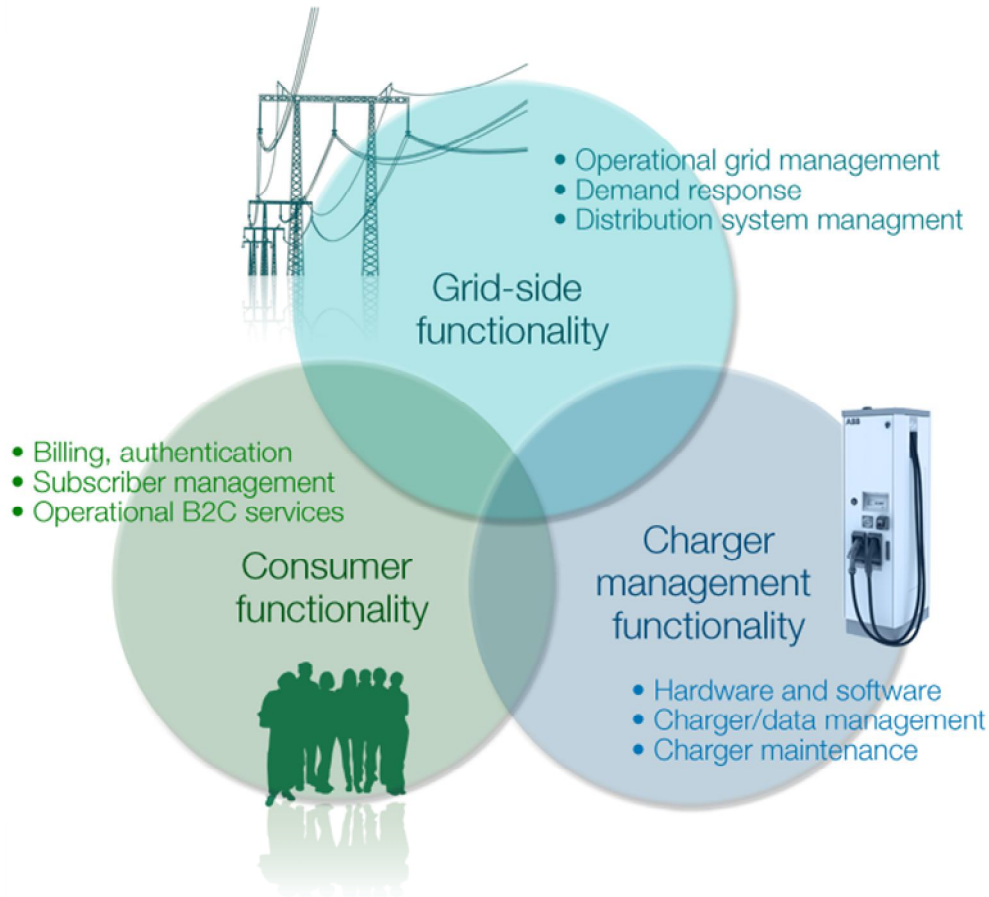 • Operational grid management
• Demand response
• Distribution system managment
Grid-side
functionality
• Billing, authentication
• Subscriber management
• Operational B2C services
Consumer
functionality
ABB
Charger
management
functionality
• Hardware and software
• Charger/data management
• Charger maintenance